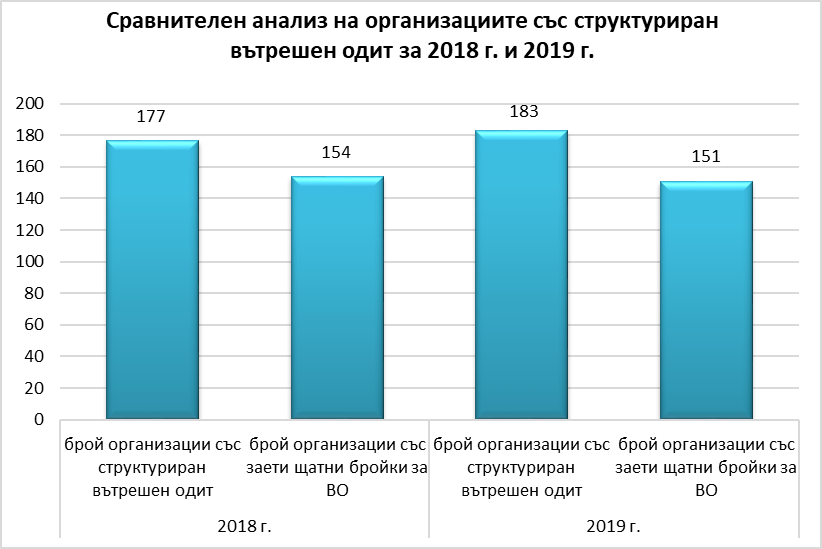 Сравнителен анализ на организациите със структуриран
вътрешен одит за 2018 г. и 2019 г.
200
180
160
140
120
100
80
60
40
20
0
177
154
183
151
брой организации със
структуриран
вътрешен одит
брой организации със
заети щатни бройки за
ВО
брой организации със
структуриран
вътрешен одит
брой организации със
заети щатни бройки за
ВО
2018 г.
2019 г.